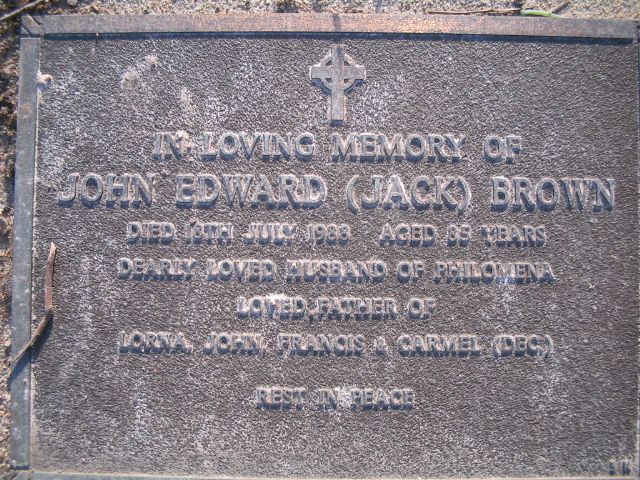 IN LOVING MEMORY OF
JOHN EDWARD (JACK) BROWN
DIED 13TH JULY 1983 AGED 85 YEARS
DEARLY LOVED HUSBAND OF PHILOMENA
LOVED FATHER OF
LORNA, JOHN, FRANCIS & CARMEL (DEC.)
REST IN PEACE